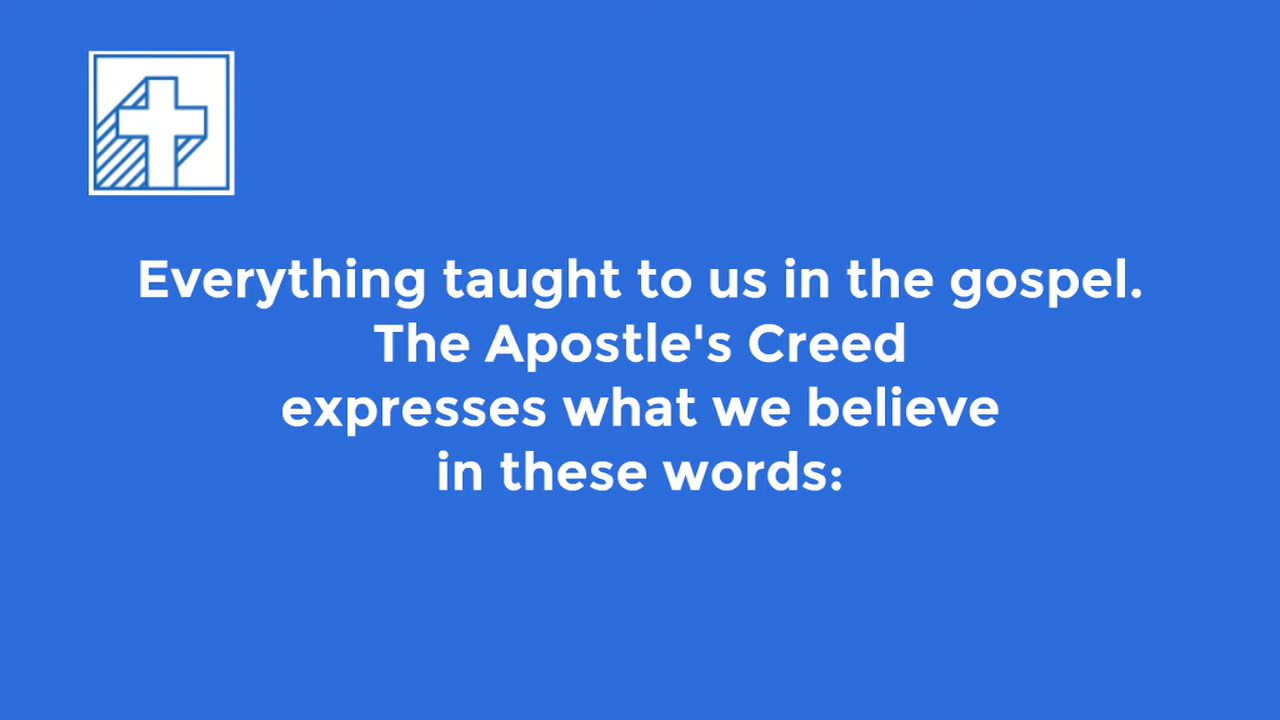 Everything taught to us in the gospel.
The Apostle's Creed
expresses what we believe
in these words: